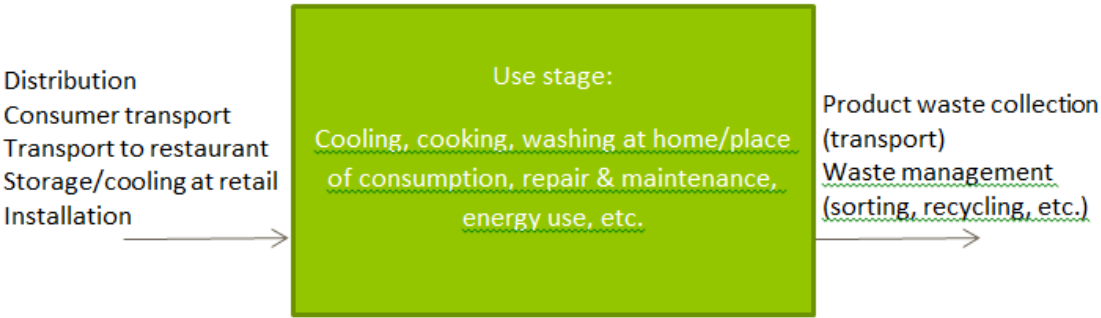 Distribution
Consumer transport
Transport to restaurant
Storage/cooling at retail
Installation
Use stage:
Cooling, cooking, washing at home/place
of consumption, repair & maintenance,
energy use, etc.
Product waste collection
(transport)
Waste management
(sorting, recycling, etc.)